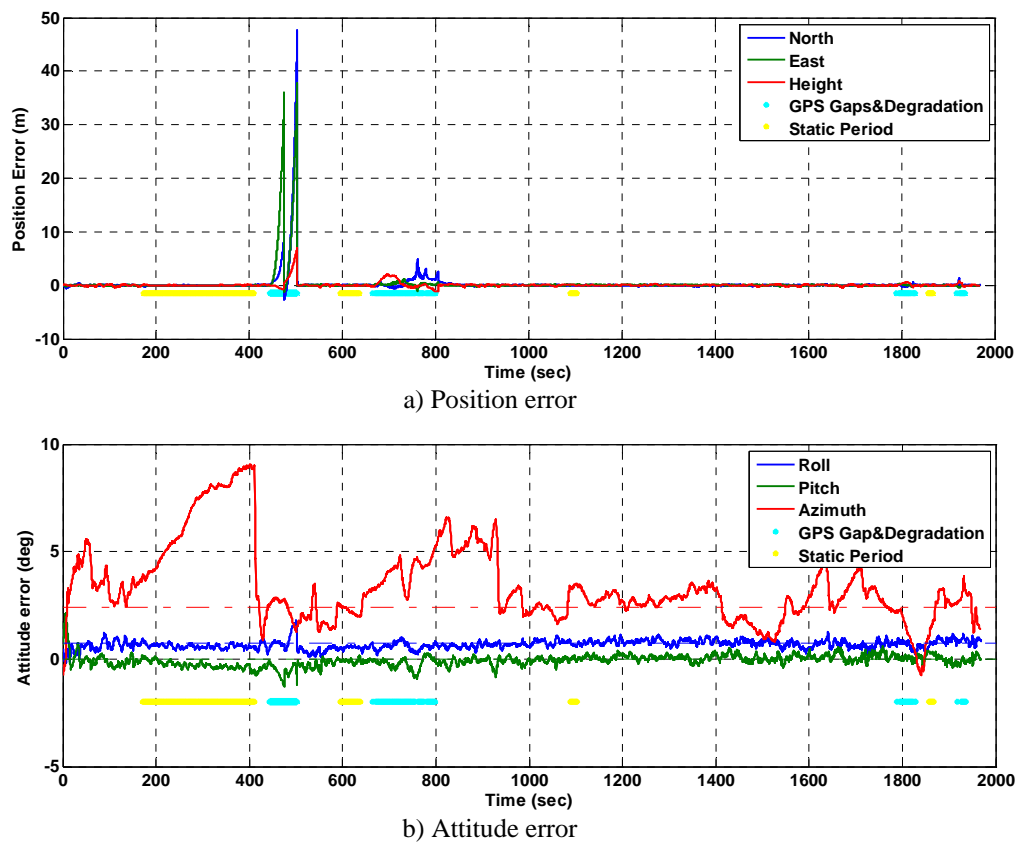 50
40
30
20
10
0
-10
Position Error (m)
North
East
Height
GPS Gaps&Degradation
Static Period
0 200 400 600 800 1000 1200 1400 1600 1800 2000
Time (sec)
a) Position error
10
5
0
-5
Attitude error (deg)
Roll
Pitch
Azimuth
GPS Gap&Degradation
Static Period
0 200 400 600 800 1000 1200 1400 1600 1800 2000
Time (sec)
b) Attitude error